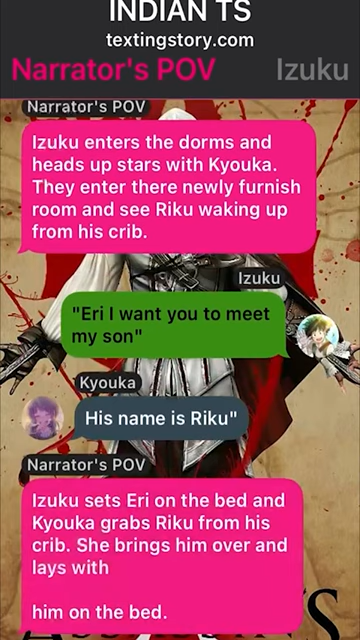 INDIAN TS
textingstory.com
Narrator's POV Izuku
Narrator's POV
Izuku enters the dorms and
heads up stars with Kyouka.
They enter there newly furnish
room and see Riku waking up
from his crib.
Izuku
"Eri I want you to meet
my son"
Kyouka
His name is Riku"
Narrator's POV
Izuku sets Eri on the bed and
Kyouka grabs Riku from his
crib. She brings him over and
lays with
him on the bed.